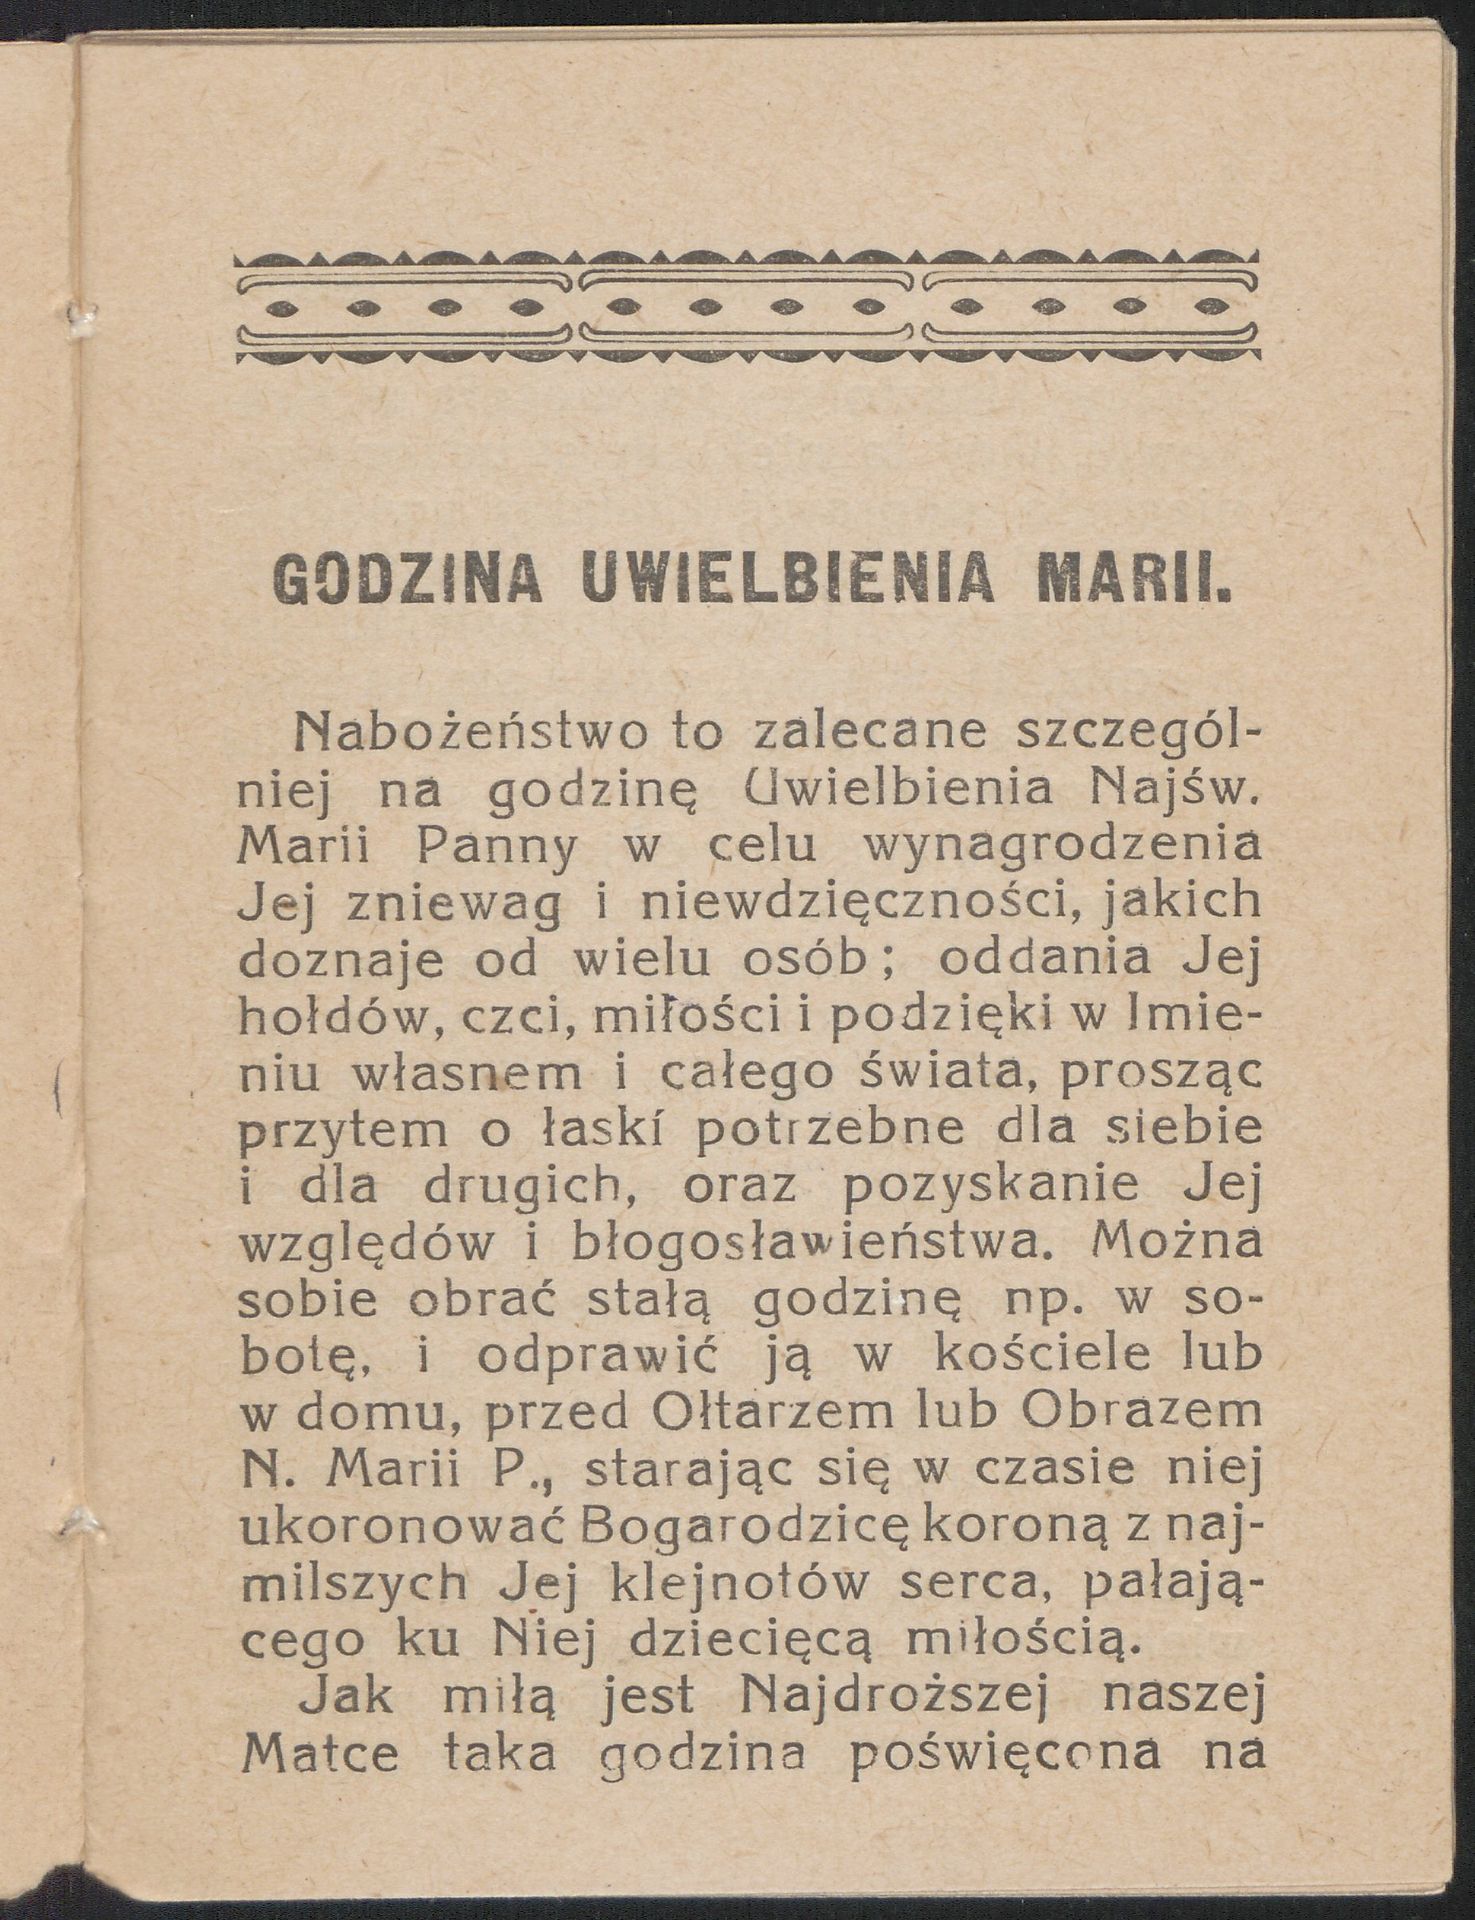 GODZINA UWIELBIENIA MARII.
Nabożeństwo to zalecane szczegól-
niej na godzinę Uwielbienia Najśw.
Marii Panny w celu wynagrodzenia
Jej zniewag i niewdzięczności, jakich
doznaje od wielu osób; oddania Jej
hołdów, czci, miłości i podzięki w Imie-
niu własnem i całego świata, prosząc
przytem o łaski potrzebne dla siebie
i dla drugich, oraz pozyskanie Jej
względów i błogosławieństwa. Można
sobie obrać stałą godzinę np. w so-
botę, i odprawić ją w kościele lub
w domu, przed Ołtarzem lub Obrazem
N. Marii P., starając się w czasie niej
ukoronować Bogarodzicę koroną z naj-
milszych Jej klejnotów serca, pałają-
cego ku Niej dziecięcą miłością.
Jak miłą jest Najdroższej naszej
Matce taka godzina poświęcona na